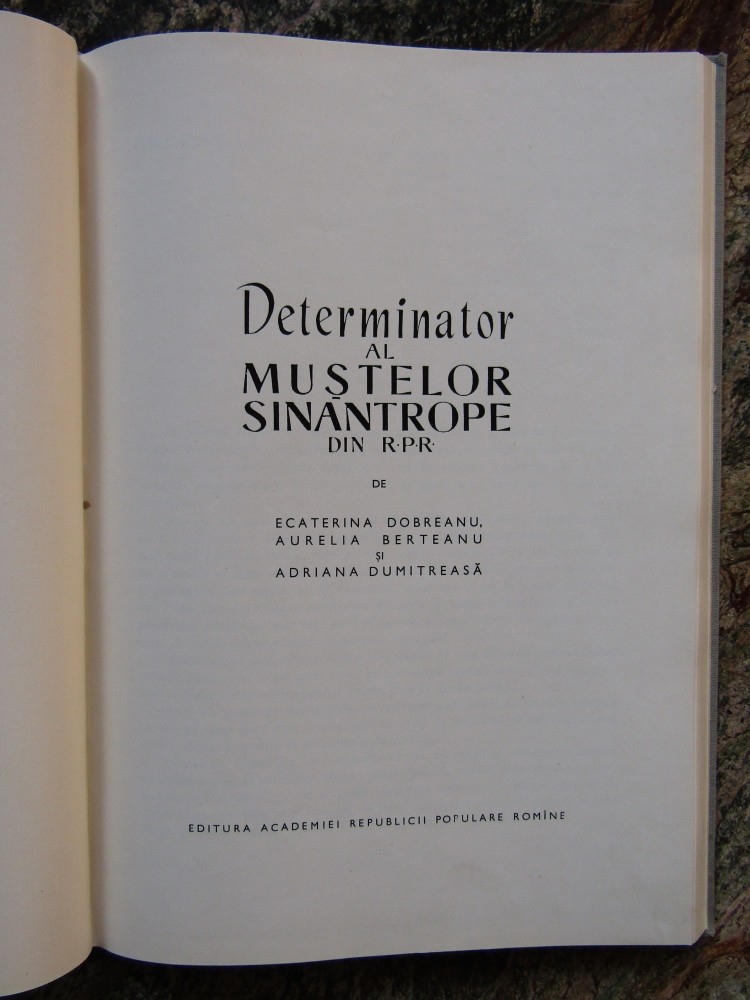 Determinator
AL
MUȘTELOR
SINANTROPE
DIN R·P·R·
DE
ECATERINA DOBREANU,
AURELIA BERTEANU
și
ADRIANA DUMITREASĂ
EDITURA ACADEMIEI REPUBLICII POPULARE ROMÎNE